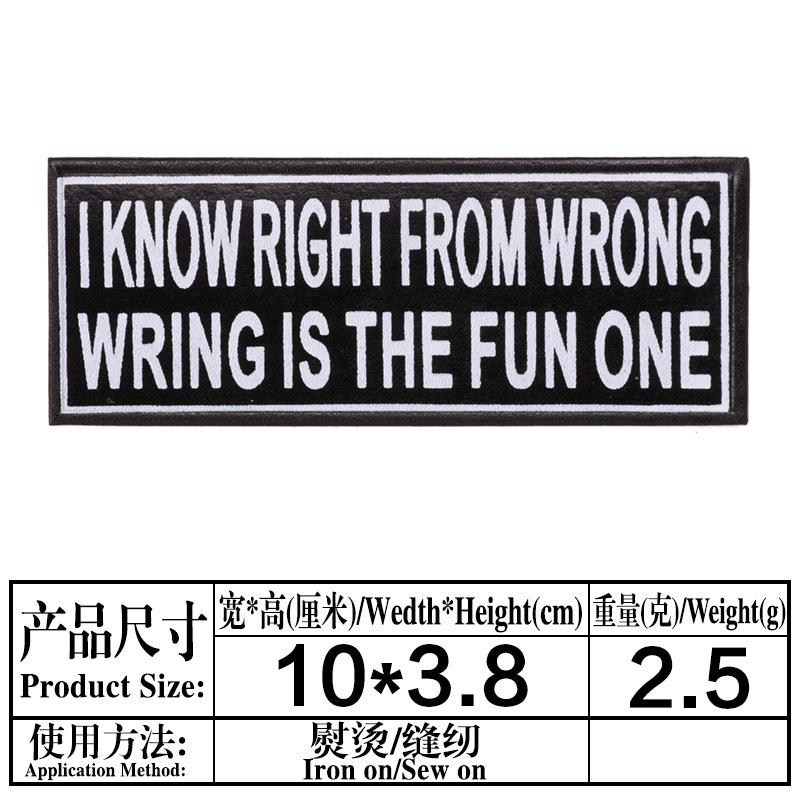 I KNOW RIGHT FROM WRONG
WRING IS THE FUN ONE
产品尺寸
Product Size:
宽*高(厘米)/Wedth*Height(cm)
重量(克)/Weight(g)
10*3.8
2.5
使用方法:
Application Method:
熨烫/缝纫
Iron on/Sew on